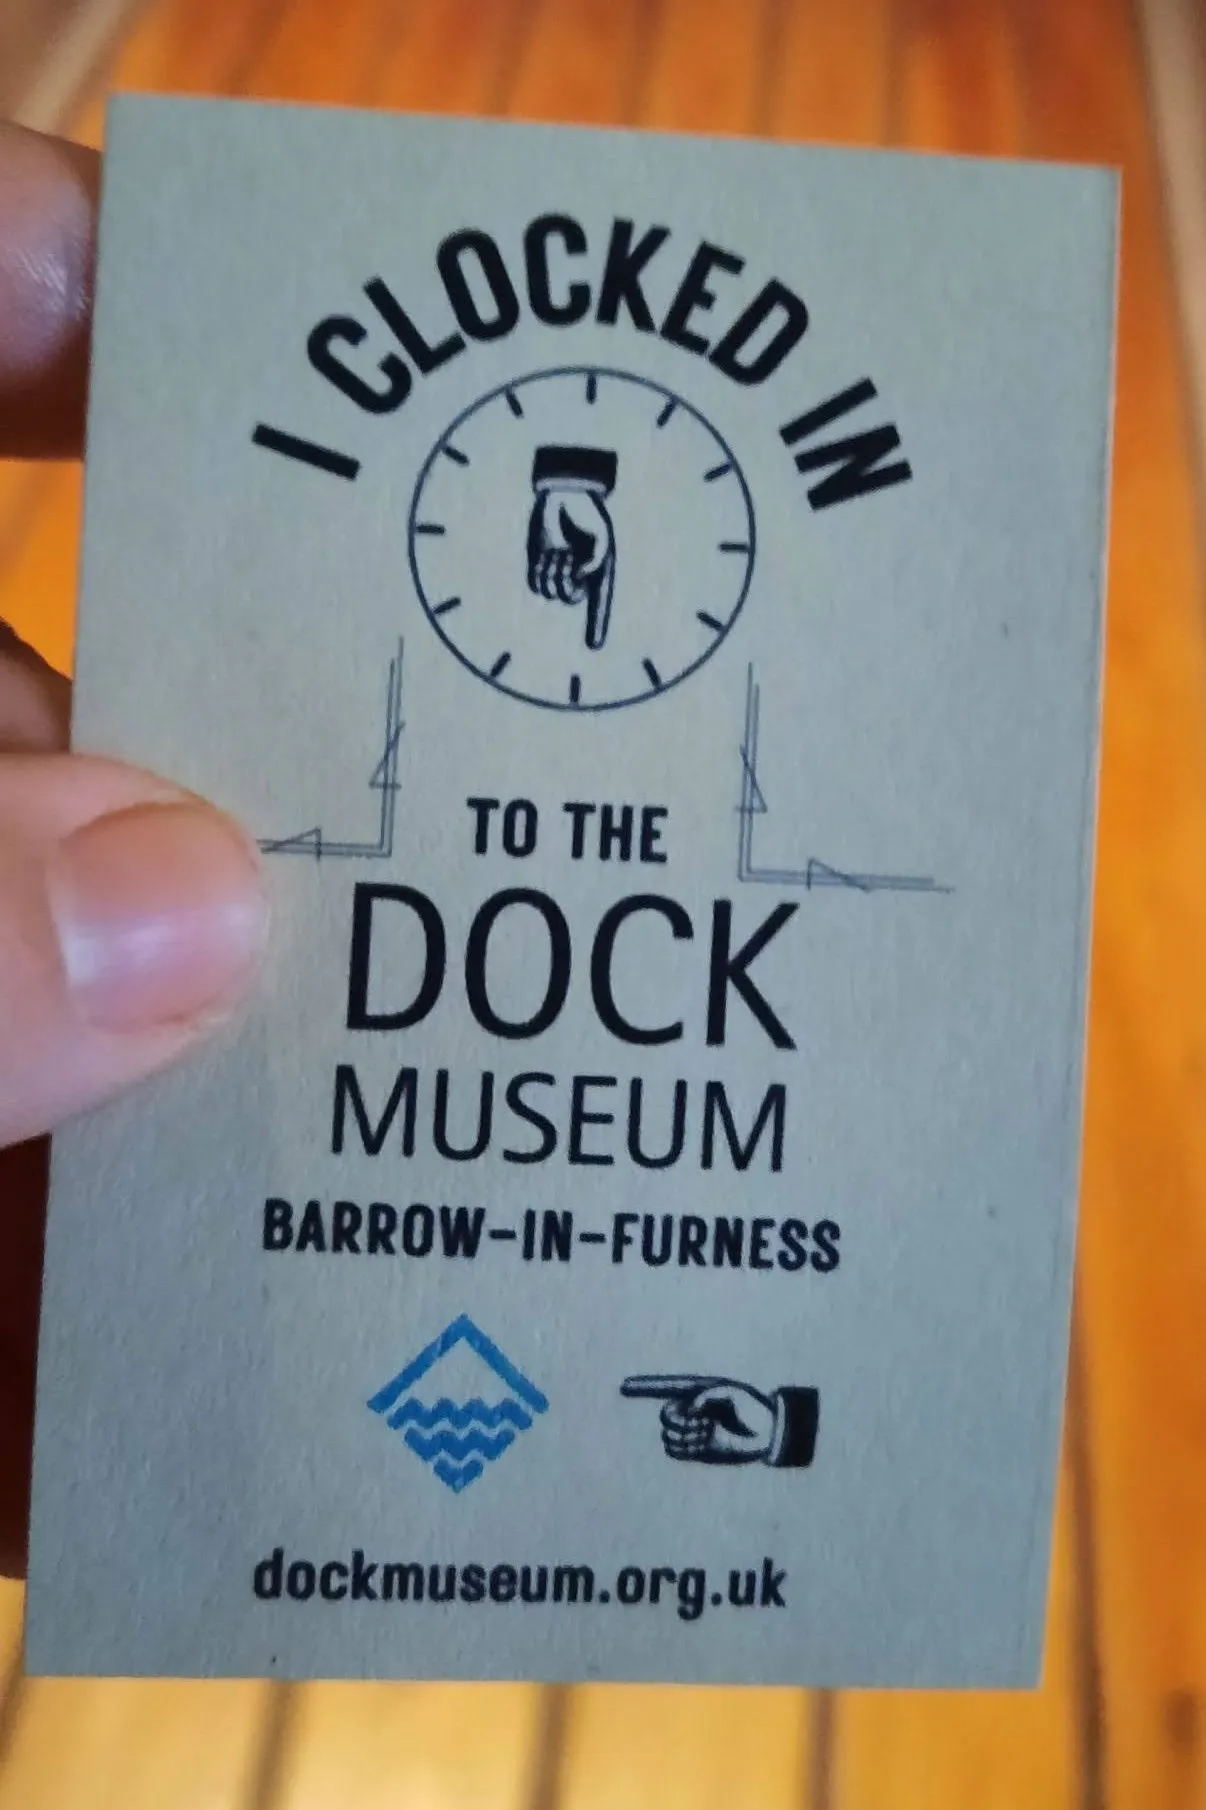 I CLOCKED IN
TO THE
DOCK
MUSEUM
BARROW-IN-FURNESS
dockmuseum.org.uk